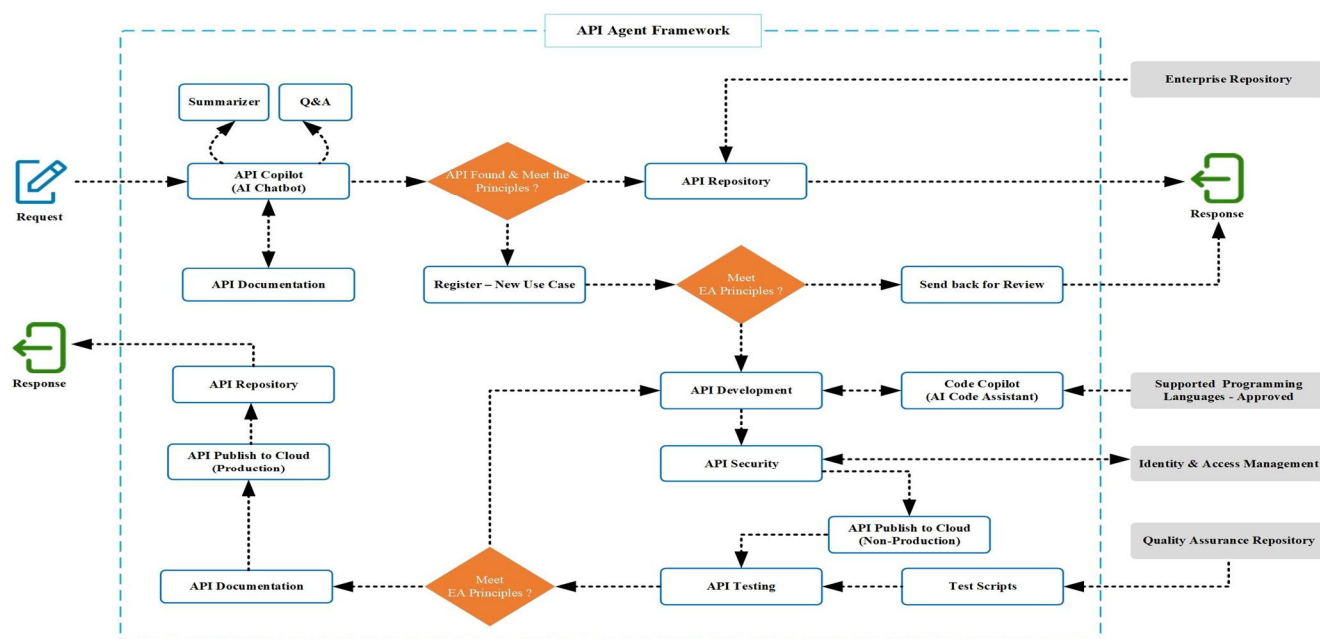 API Agent Framework
Enterprise Repository
Summarizer
Q&A
API Copilot
(AI Chatbot)
API Found & Meet the
Principles ?
API Repository
Request
Response
API Documentation
Register – New Use Case
Meet
EA Principles ?
Send back for Review
Response
API Repository
API Development
Code Copilot
(AI Code Assistant)
Supported Programming
Languages - Approved
API Publish to Cloud
(Production)
API Security
Identity & Access Management
API Publish to Cloud
(Non-Production)
Quality Assurance Repository
API Documentation
Meet
EA Principles ?
API Testing
Test Scripts